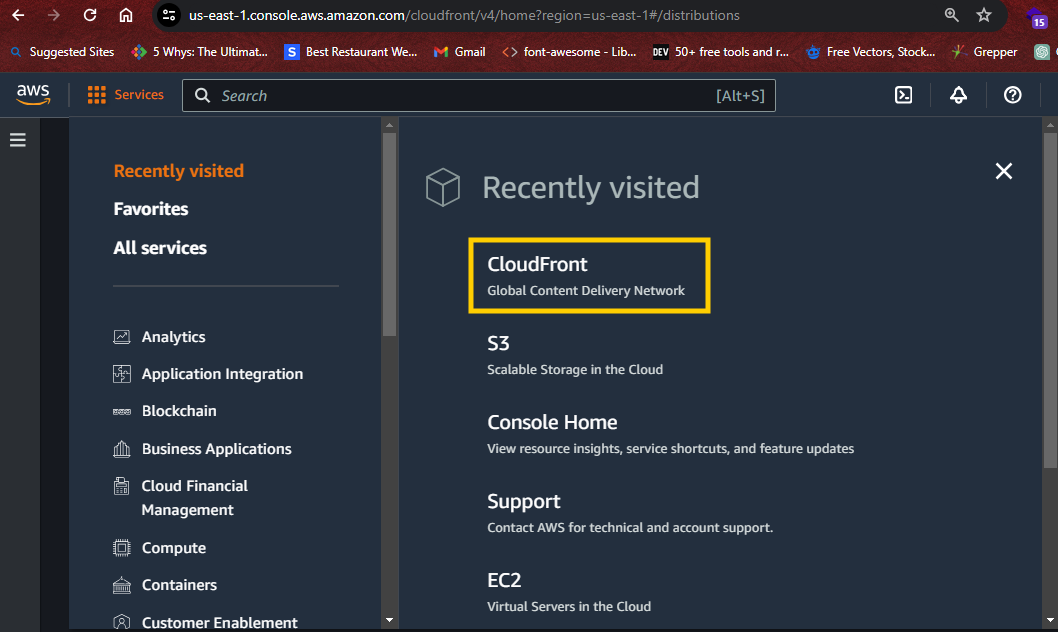 us-east-1.console.aws.amazon.com/cloudfront/v4/home?region=us-east-1#/distributions
15
Suggested Sites
5 Whys: The Ultimat...
S
Best Restaurant We...
Gmail
font-awesome - Lib...
DEV
50+ free tools and r...
Free Vectors, Stock...
Grepper
aws
Services
Search
[Alt+S]
Recently visited
Favorites
All services
Analytics
Application Integration
Blockchain
Business Applications
Cloud Financial
Management
Compute
Containers
Customer Enablement
Recently visited
CloudFront
Global Content Delivery Network
S3
Scalable Storage in the Cloud
Console Home
View resource insights, service shortcuts, and feature updates
Support
Contact AWS for technical and account support.
EC2
Virtual Servers in the Cloud